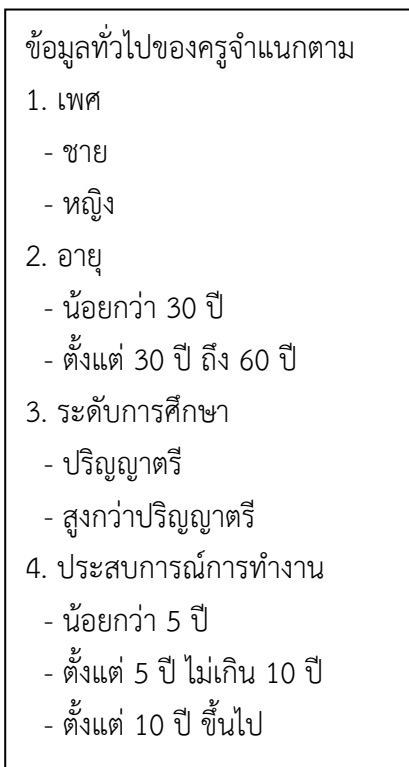 ข้อมูลทั่วไปของครูจำแนกตาม
1. เพศ
- ชาย
- หญิง
2. อายุ
- น้อยกว่า 30 ปี
- ตั้งแต่ 30 ปี ถึง 60 ปี
3. ระดับการศึกษา
- ปริญญาตรี
- สูงกว่าปริญญาตรี
4. ประสบการณ์การทำงาน
- น้อยกว่า 5 ปี
- ตั้งแต่ 5 ปี ไม่เกิน 10 ปี
- ตั้งแต่ 10 ปี ขึ้นไป